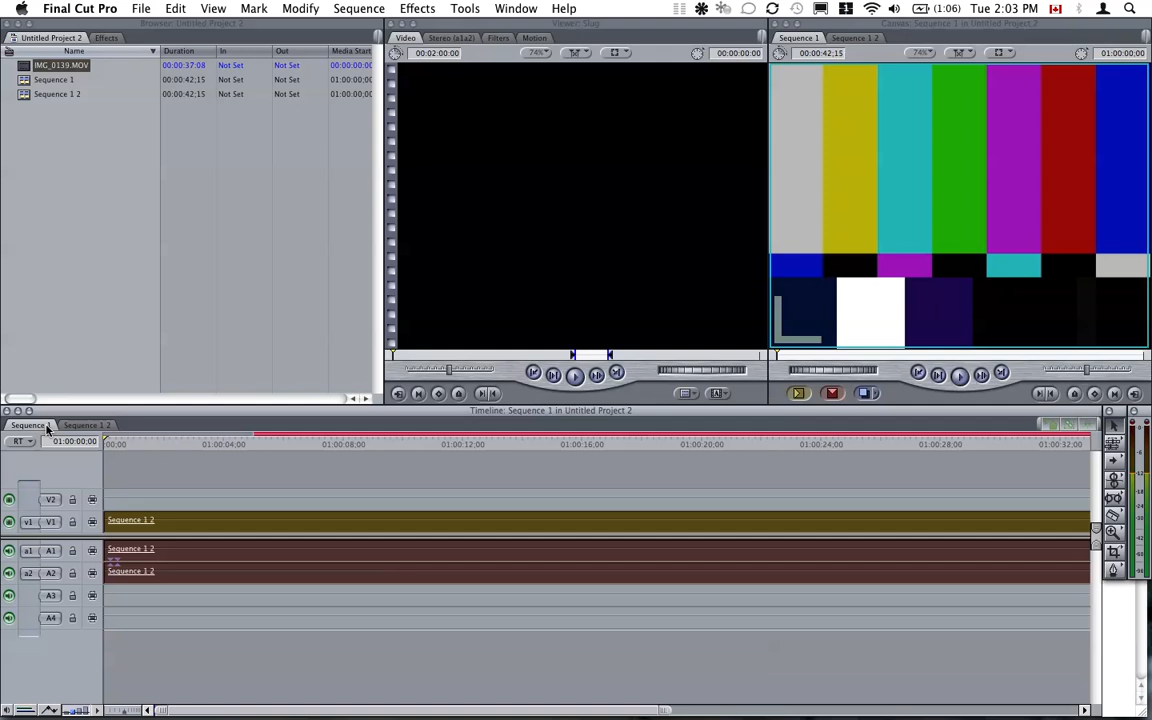 Final Cut Pro File Edit View Mark Modify Sequence Effects Tools Window Help 1 (1:06) Tue 2:03 PM
Browser: Untitled Project 2 Viewer: Slug Canvas: Sequence 1 in Untitled Project 2
Untitled Project 2 Effects Video Stereo (a1a2) Filters Motion Sequence 1 Sequence 1 2
Name Duration In Out Media Start 00:02:00:00 74% 00:00:00:00 00:00:42;15 74% 01:00:00;00
IMG_0139.MOV 00:00:37:08 Not Set Not Set 00:00:00:00
Sequence 1 00:00:42;15 Not Set Not Set 01:00:00;00
Sequence 1 2 00:00:42;15 Not Set Not Set 01:00:00;00
Timeline: Sequence 1 in Untitled Project 2
Sequence 1 Sequence 1 2
RT 01:00:00;00 00;00 01:00:04;00 01:00:08;00 01:00:12;00 01:00:16;00 01:00:20;00 01:00:24;00 01:00:28;00 01:00:32;00
V2
v1 V1 Sequence 1 2
a1 A1 Sequence 1 2
a2 A2 Sequence 1 2
A3
A4